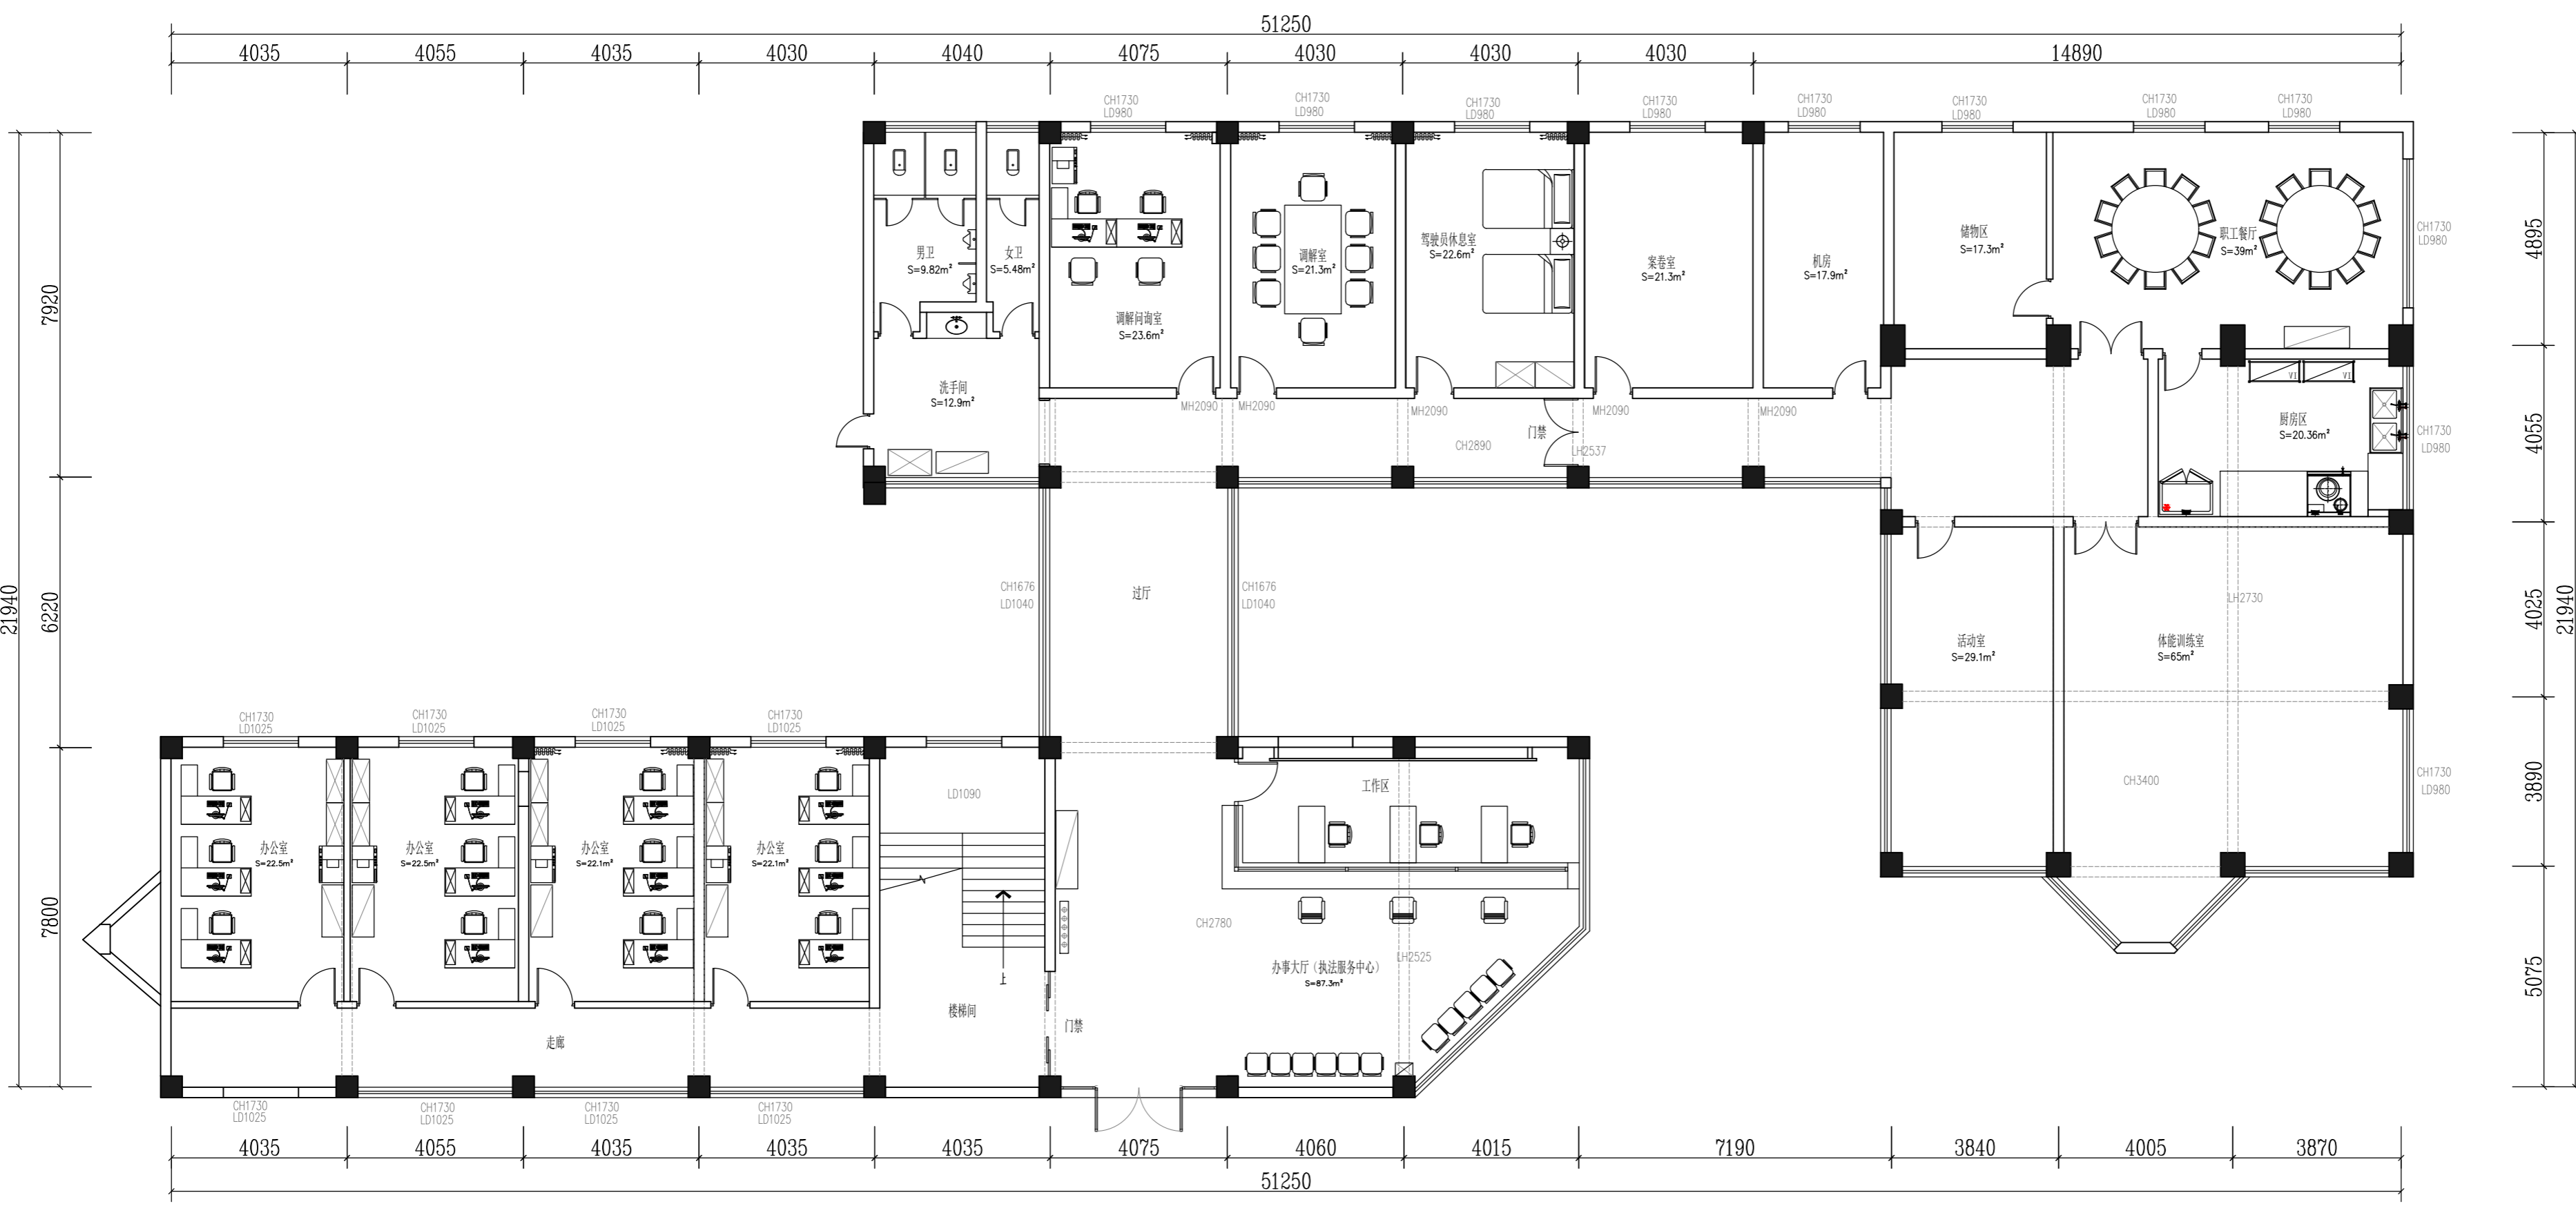 51250
4035 4055 4035 4030 4040 4075 4030 4030 4030 14890
CH1730
LD980
CH1730
LD980
CH1730
LD980
CH1730
LD980
CH1730
LD980
CH1730
LD980
CH1730
LD980
CH1730
LD980
21940
7920
6220
7800
男卫
S=9.82m²
女卫
S=5.48m²
调解问询室
S=23.6m²
调解室
S=21.3m²
驾驶员休息室
S=22.6m²
案卷室
S=21.3m²
机房
S=17.9m²
储物区
S=17.3m²
职工餐厅
S=39m²
CH1730
LD980
洗手间
S=12.9m²
MH2090
MH2090
MH2090
MH2090
MH2090
CH2890
门禁
LH2537
厨房区
S=20.36m²
CH1730
LD980
4895
4055
4025
3890
5075
21940
CH1676
LD1040
过厅
CH1676
LD1040
LH2730
活动室
S=29.1m²
体能训练室
S=65m²
CH3400
CH1730
LD980
CH1730
LD1025
CH1730
LD1025
CH1730
LD1025
CH1730
LD1025
办公室
S=22.5m²
办公室
S=22.5m²
办公室
S=22.1m²
办公室
S=22.1m²
LD1090
上
楼梯间
门禁
走廊
工作区
CH2780
LH2525
办事大厅（执法服务中心）
S=87.3m²
CH1730
LD1025
CH1730
LD1025
CH1730
LD1025
CH1730
LD1025
4035 4055 4035 4035 4035 4075 4060 4015 7190 3840 4005 3870
51250